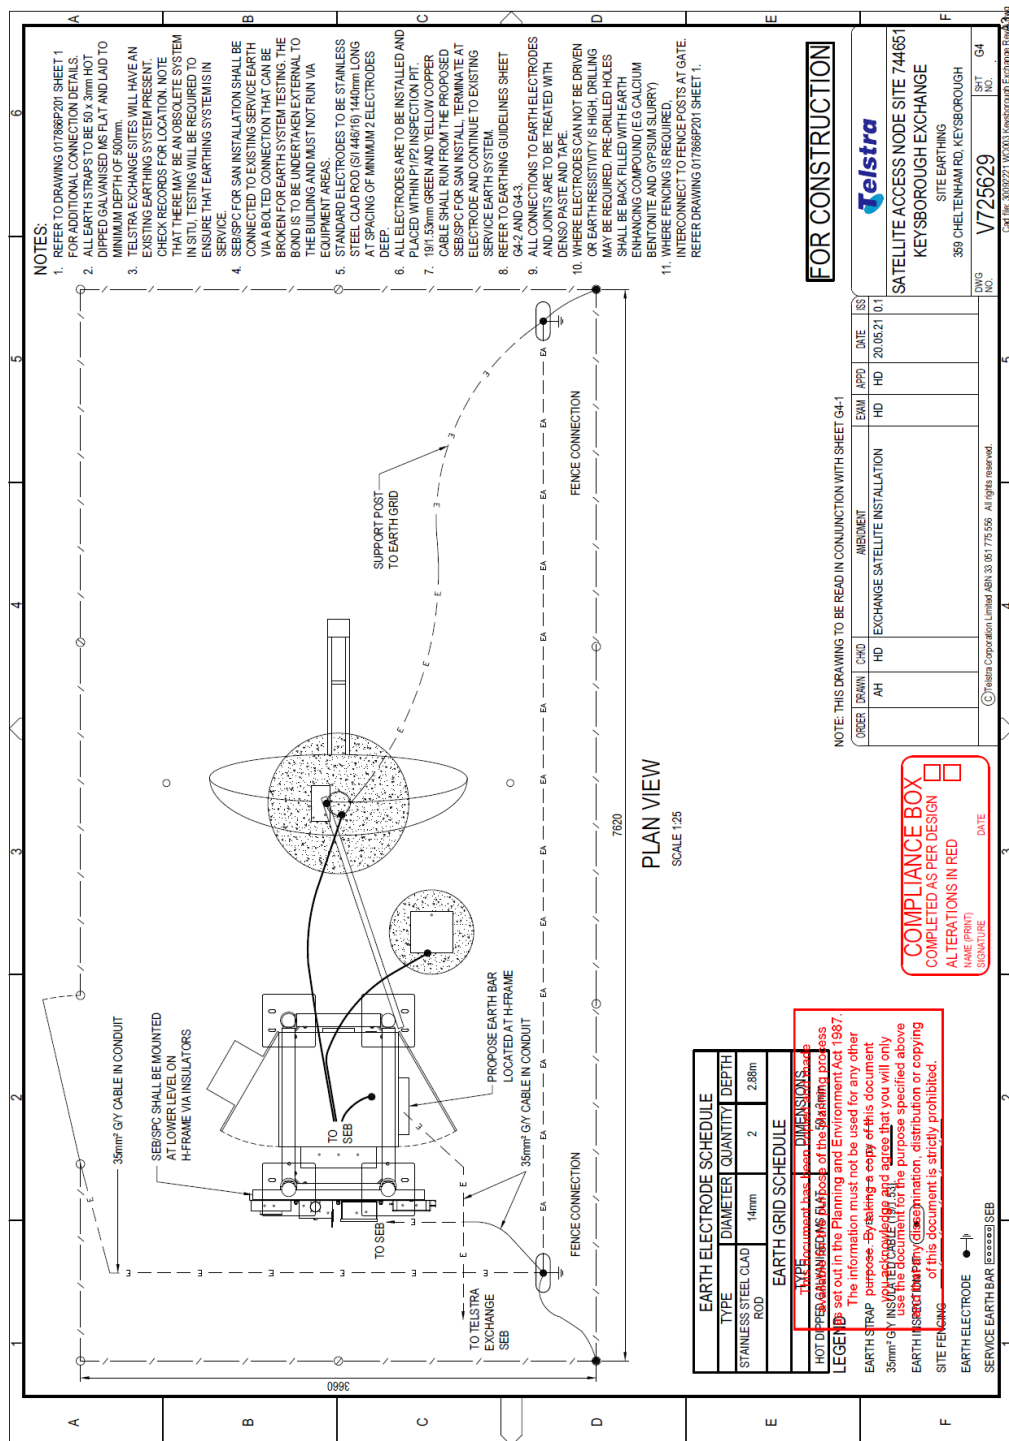 NOTES:
1. REFER TO DRAWING 017866P201 SHEET 1
FOR ADDITIONAL CONNECTION DETAILS.
2. ALL EARTH STRAPS TO BE 50 x 3mm HOT
DIPPED GALVANISED MS FLAT AND LAID TO
MINIMUM DEPTH OF 500mm.
3. TELSTRA EXCHANGE SITES WILL HAVE AN
EXISTING EARTHING SYSTEM PRESENT.
CHECK RECORDS FOR LOCATION. NOTE
THAT THERE MAY BE AN OBSOLETE SYSTEM
IN SITU, TESTING WILL BE REQUIRED TO
ENSURE THAT EARTHING SYSTEM IS IN
SERVICE.
4. SEB/SPC FOR SAN INSTALLATION SHALL BE
CONNECTED TO EXISTING SERVICE EARTH
VIA A BOLTED CONNECTION THAT CAN BE
BROKEN FOR EARTH SYSTEM TESTING. THE
BOND IS TO BE UNDERTAKEN EXTERNAL TO
THE BUILDING AND MUST NOT RUN VIA
EQUIPMENT AREAS.
5. STANDARD ELECTRODES TO BE STAINLESS
STEEL CLAD ROD (S/I 446/16) 1440mm LONG
AT SPACING OF MINIMUM 2 ELECTRODES
DEEP.
6. ALL ELECTRODES ARE TO BE INSTALLED AND
PLACED WITHIN P1/P2 INSPECTION PIT.
7. 19/1.53mm GREEN AND YELLOW COPPER
CABLE SHALL RUN FROM THE PROPOSED
SEB/SPC FOR SAN INSTALL, TERMINATE AT
ELECTRODE AND CONTINUE TO EXISTING
SERVICE EARTH SYSTEM.
8. REFER TO EARTHING GUIDELINES SHEET
G4-2 AND G4-3.
9. ALL CONNECTIONS TO EARTH ELECTRODES
AND JOINTS ARE TO BE TREATED WITH
DENSO PASTE AND TAPE.
10. WHERE ELECTRODES CAN NOT BE DRIVEN
OR EARTH RESISTIVITY IS HIGH, DRILLING
MAY BE REQUIRED. PRE-DRILLED HOLES
SHALL BE BACK FILLED WITH EARTH
ENHANCING COMPOUND (E.G CALCIUM
BENTONITE AND GYPSUM SLURRY)
11. WHERE FENCING IS REQUIRED,
INTERCONNECT TO FENCE POSTS AT GATE.
REFER DRAWING 017866P201 SHEET 1.
35mm² G/Y CABLE IN CONDUIT
SEB/SPC SHALL BE MOUNTED
AT LOWER LEVEL ON
H-FRAME VIA INSULATORS
TO
SEB
TO SEB
TO TELSTRA
EXCHANGE
SEB
PROPOSE EARTH BAR
LOCATED AT H-FRAME
35mm² G/Y CABLE IN CONDUIT
FENCE CONNECTION
SUPPORT POST
TO EARTH GRID
FENCE CONNECTION
3660
7620
PLAN VIEW
SCALE 1:25
EARTH ELECTRODE SCHEDULE
TYPE DIAMETER QUANTITY DEPTH
STAINLESS STEEL CLAD ROD 14mm 2 2.88m
EARTH GRID SCHEDULE
TYPE DIMENSIONS
LEGEND
EARTH STRAP
35mm² G/Y INSULATED CABLE (19/1.53)
EARTH INSPECTION PIT
SITE FENCING
EARTH ELECTRODE
SERVICE EARTH BAR SEB
This document has been copied and made
available for the purpose of the planning process
as set out in the Planning and Environment Act 1987.
The information must not be used for any other
purpose. By taking a copy of this document
you acknowledge and agree that you will only
use the document for the purpose specified above
and that any dissemination, distribution or copying
of this document is strictly prohibited.
COMPLIANCE BOX
COMPLETED AS PER DESIGN
ALTERATIONS IN RED
NAME (PRINT)
SIGNATURE DATE
NOTE: THIS DRAWING TO BE READ IN CONJUNCTION WITH SHEET G4-1
ORDER DRAWN CHKD AMENDMENT EXAM APPD DATE ISS
AH HD EXCHANGE SATELLITE INSTALLATION HD HD 20.05.21 0.1
© Telstra Corporation Limited ABN 33 051 775 556 All rights reserved.
FOR CONSTRUCTION
Telstra
SATELLITE ACCESS NODE SITE 744651
KEYSBOROUGH EXCHANGE
SITE EARTHING
359 CHELTENHAM RD, KEYSBOROUGH
DWG NO. V725629 SHT NO. G4